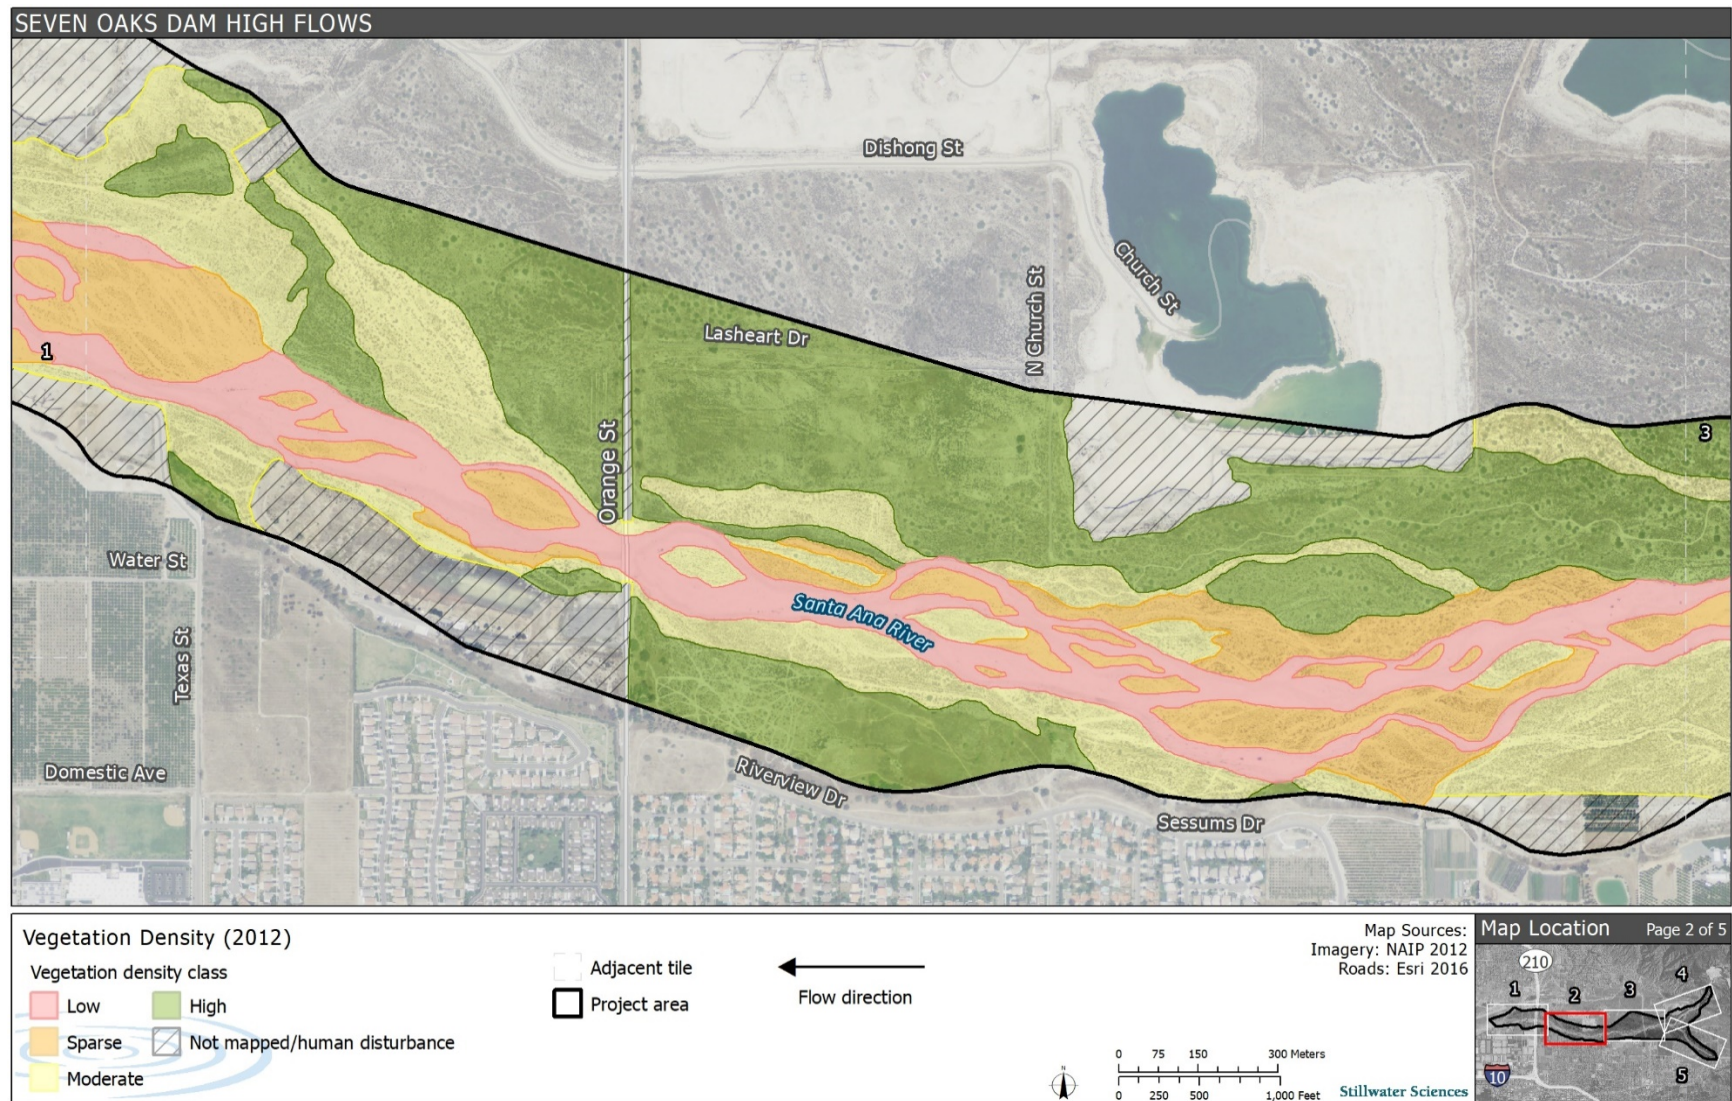 SEVEN OAKS DAM HIGH FLOWS
Dishong St
Church St
N Church St
Lasheart Dr
1
3
Orange St
Santa Ana River
Water St
Texas St
Domestic Ave
Riverview Dr
Sessums Dr
Vegetation Density (2012)
Vegetation density class
Low
High
Sparse
Not mapped/human disturbance
Moderate
Adjacent tile
Project area
Flow direction
Map Sources:
Imagery: NAIP 2012
Roads: Esri 2016
N
0 75 150 300 Meters
0 250 500 1,000 Feet
Stillwater Sciences
Map Location Page 2 of 5
210
4
1 2 3
10
5